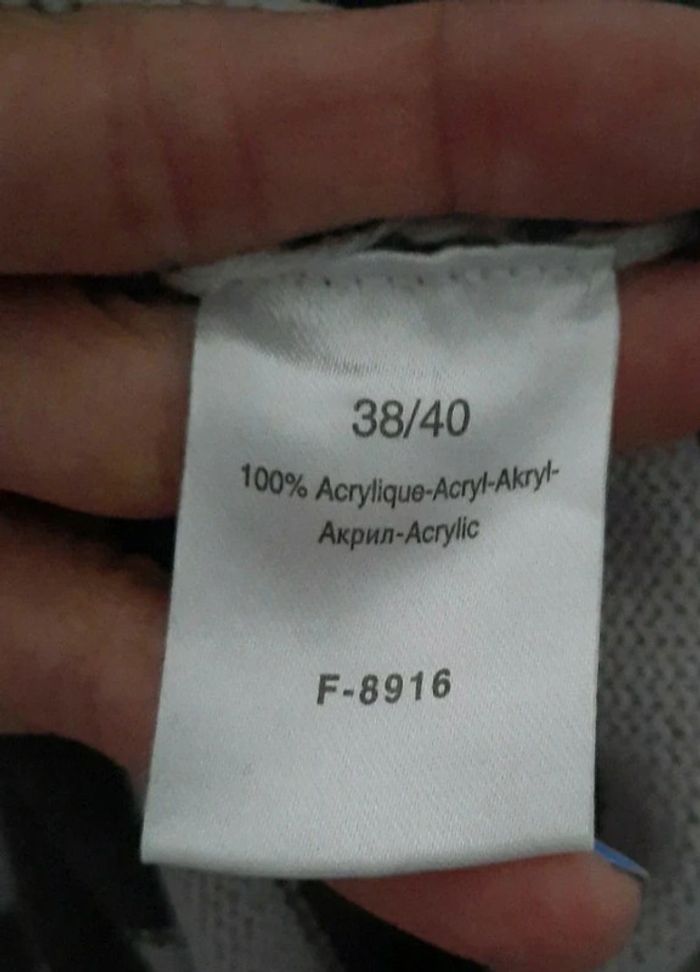 38/40
100% Acrylique-Acryl-Akryl-
Акрил-Acrylic
F-8916